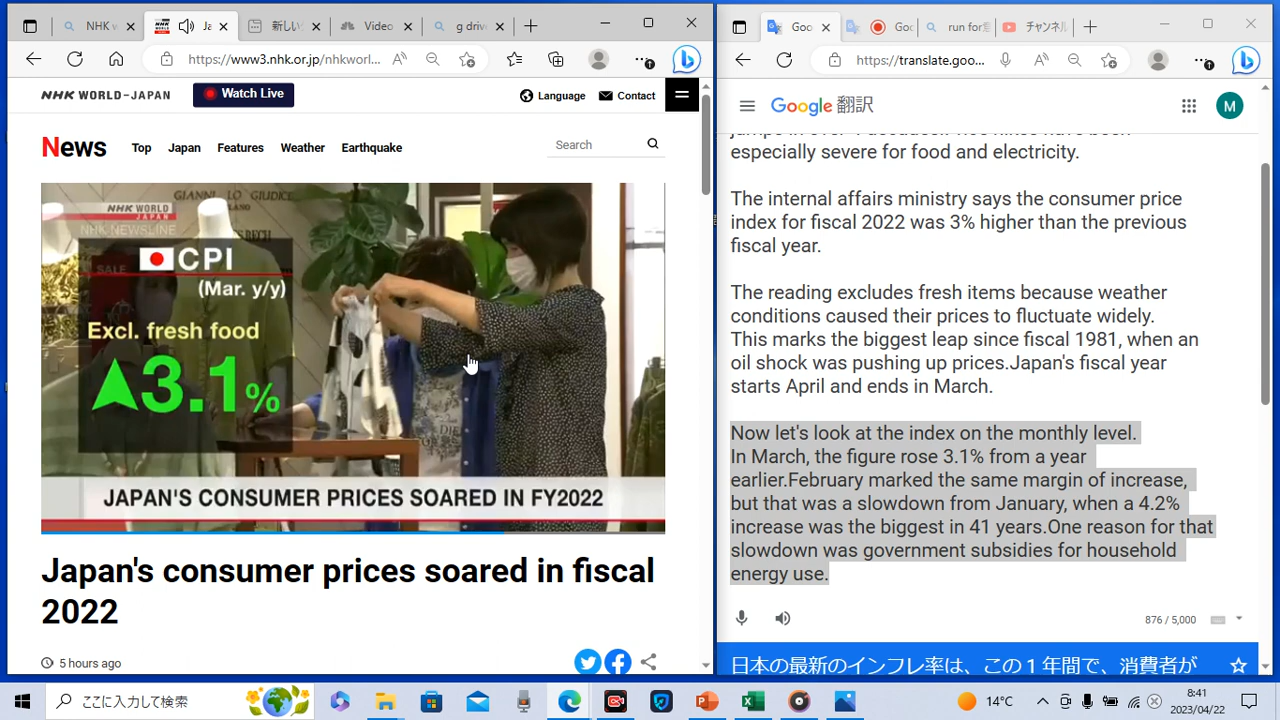 NHK W
Ja
新しい
Video
g driv
https://www3.nhk.or.jp/nhkworl...
NHK WORLD-JAPAN
Watch Live
Language
Contact
News
Top
Japan
Features
Weather
Earthquake
Search
GIANNI LO GIUDICE
NHK WORLD
JAPAN
NHK NEWSLINE
SALE
CPI
(Mar. y/y)
Excl. fresh food
▲3.1%
JAPAN'S CONSUMER PRICES SOARED IN FY2022
Japan's consumer prices soared in fiscal
2022
5 hours ago
Goo
Goo
run for
チャンネル
https://translate.goo...
Google 翻訳
M
especially severe for food and electricity.
The internal affairs ministry says the consumer price
index for fiscal 2022 was 3% higher than the previous
fiscal year.
The reading excludes fresh items because weather
conditions caused their prices to fluctuate widely.
This marks the biggest leap since fiscal 1981, when an
oil shock was pushing up prices.Japan's fiscal year
starts April and ends in March.
Now let's look at the index on the monthly level.
In March, the figure rose 3.1% from a year
earlier.February marked the same margin of increase,
but that was a slowdown from January, when a 4.2%
increase was the biggest in 41 years.One reason for that
slowdown was government subsidies for household
energy use.
876 / 5,000
日本の最新のインフレ率は、この１年間で、消費者が
ここに入力して検索
14°C
8:41
2023/04/22